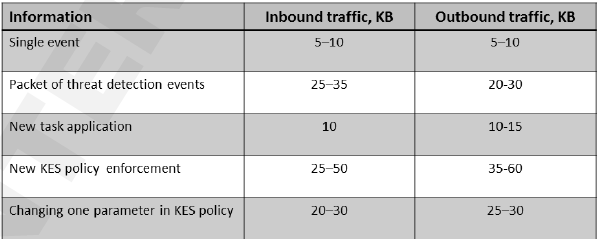 Information Inbound traffic, KB Outbound traffic, KB
Single event 5–10 5–10
Packet of threat detection events 25–35 20-30
New task application 10 10-15
New KES policy enforcement 25–50 35-60
Changing one parameter in KES policy 20–30 25–30